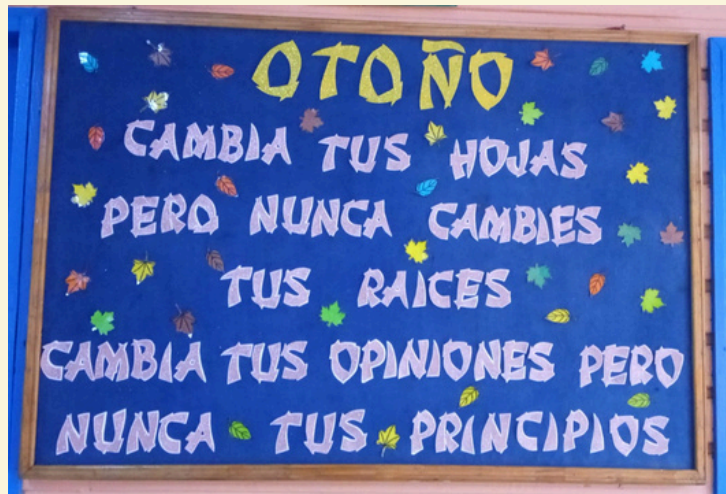 OTOÑO
CAMBIA TUS HOJAS
PERO NUNCA CAMBIES
TUS RAICES
CAMBIA TUS OPINIONES PERO
NUNCA TUS PRINCIPIOS